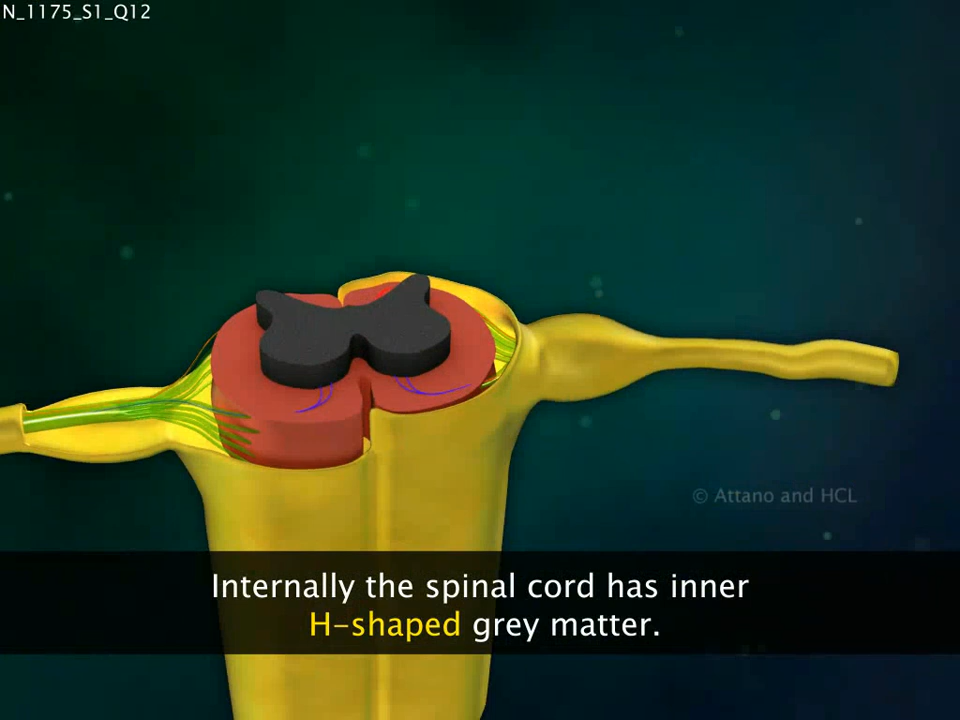 N_1175_S1_Q12
© Attano and HCL
Internally the spinal cord has inner
H-shaped grey matter.